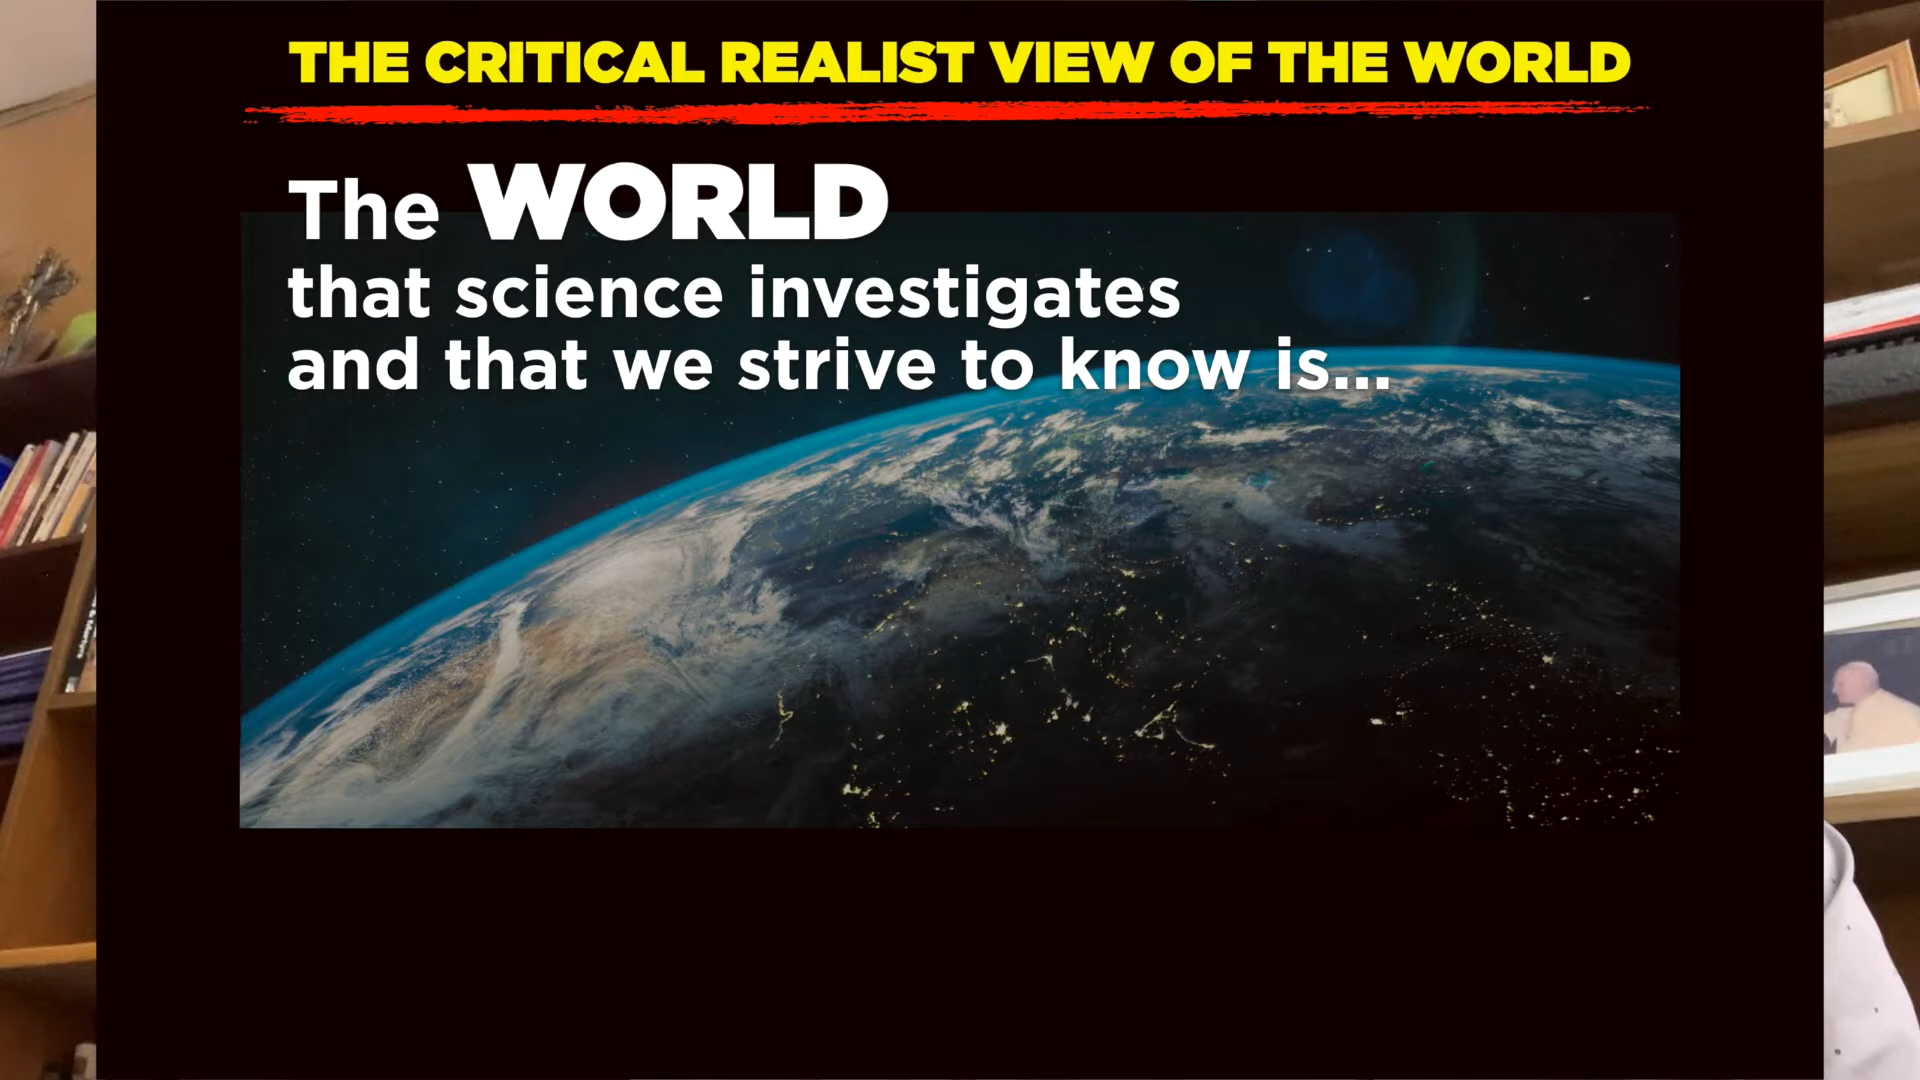 THE CRITICAL REALIST VIEW OF THE WORLD
The WORLD
that science investigates
and that we strive to know is...